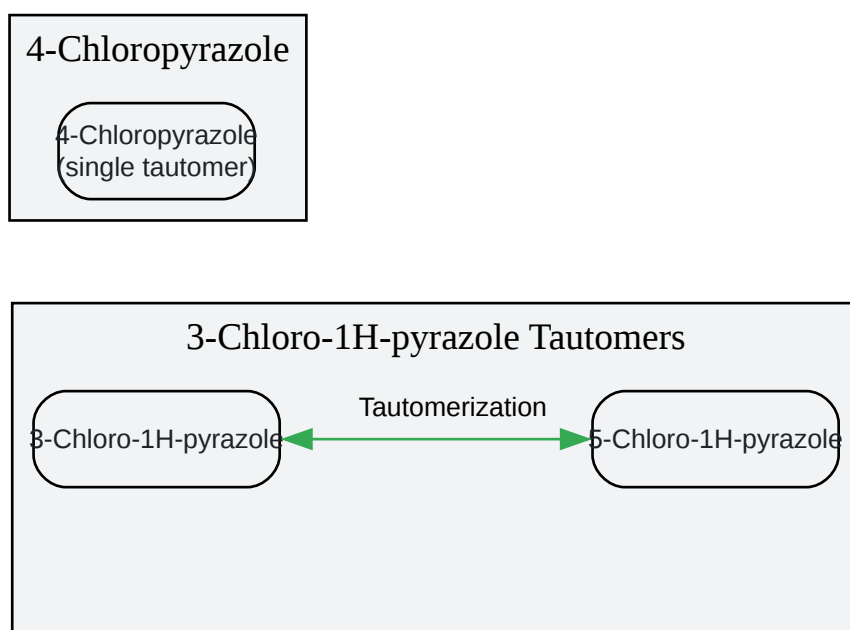 4-Chloropyrazole
4-Chloropyrazole
(single tautomer)
3-Chloro-1H-pyrazole Tautomers
Tautomerization
3-Chloro-1H-pyrazole
5-Chloro-1H-pyrazole